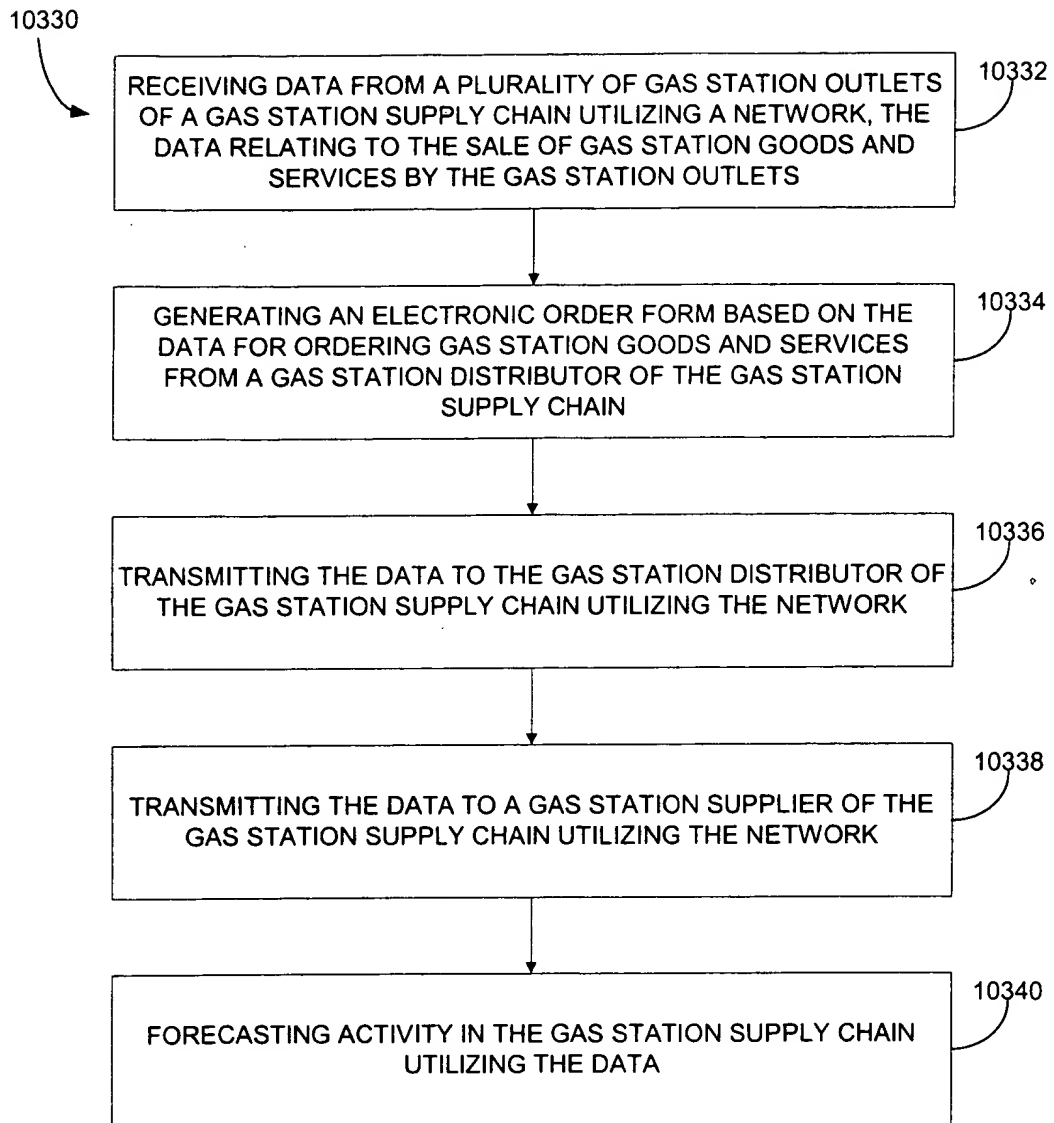 10330
RECEIVING DATA FROM A PLURALITY OF GAS STATION OUTLETS
OF A GAS STATION SUPPLY CHAIN UTILIZING A NETWORK, THE
DATA RELATING TO THE SALE OF GAS STATION GOODS AND
SERVICES BY THE GAS STATION OUTLETS
10332
GENERATING AN ELECTRONIC ORDER FORM BASED ON THE
DATA FOR ORDERING GAS STATION GOODS AND SERVICES
FROM A GAS STATION DISTRIBUTOR OF THE GAS STATION
SUPPLY CHAIN
10334
TRANSMITTING THE DATA TO THE GAS STATION DISTRIBUTOR OF
THE GAS STATION SUPPLY CHAIN UTILIZING THE NETWORK
10336
TRANSMITTING THE DATA TO A GAS STATION SUPPLIER OF THE
GAS STATION SUPPLY CHAIN UTILIZING THE NETWORK
10338
FORECASTING ACTIVITY IN THE GAS STATION SUPPLY CHAIN
UTILIZING THE DATA
10340